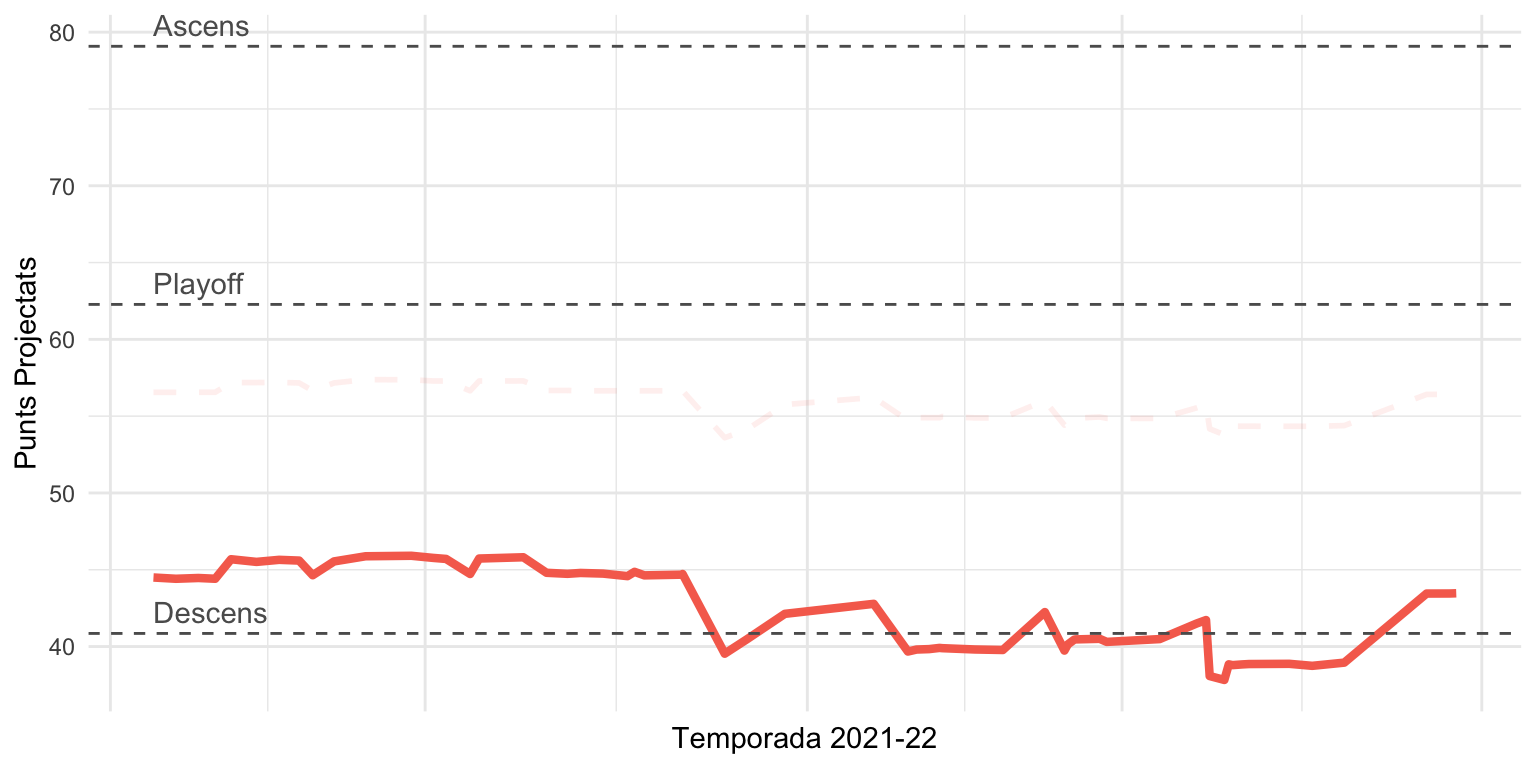 80
Ascens
70
Playoff
60
50
Descens
40
Punts Projectats
Temporada 2021-22